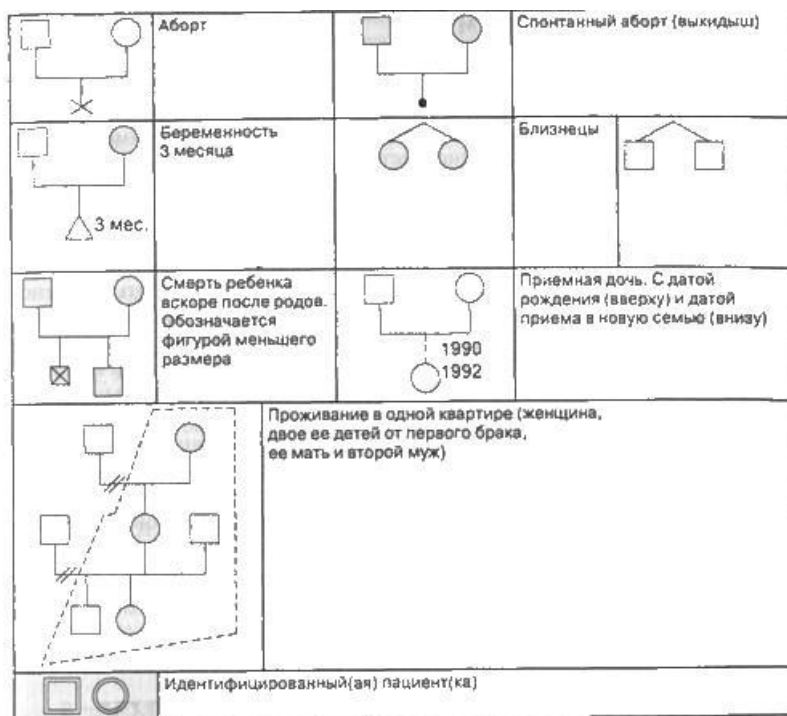 Аборт
Спонтанный аборт (выкидыш)
Беременность
3 месяца
3 мес.
Близнецы
Смерть ребенка
вскоре после родов.
Обозначается
фигурой меньшего
размера
1990
1992
Приемная дочь. С датой
рождения (вверху) и датой
приема в новую семью (внизу)
Проживание в одной квартире (женщина,
двое ее детей от первого брака,
ее мать и второй муж)
Идентифицированный(ая) пациент(ка)